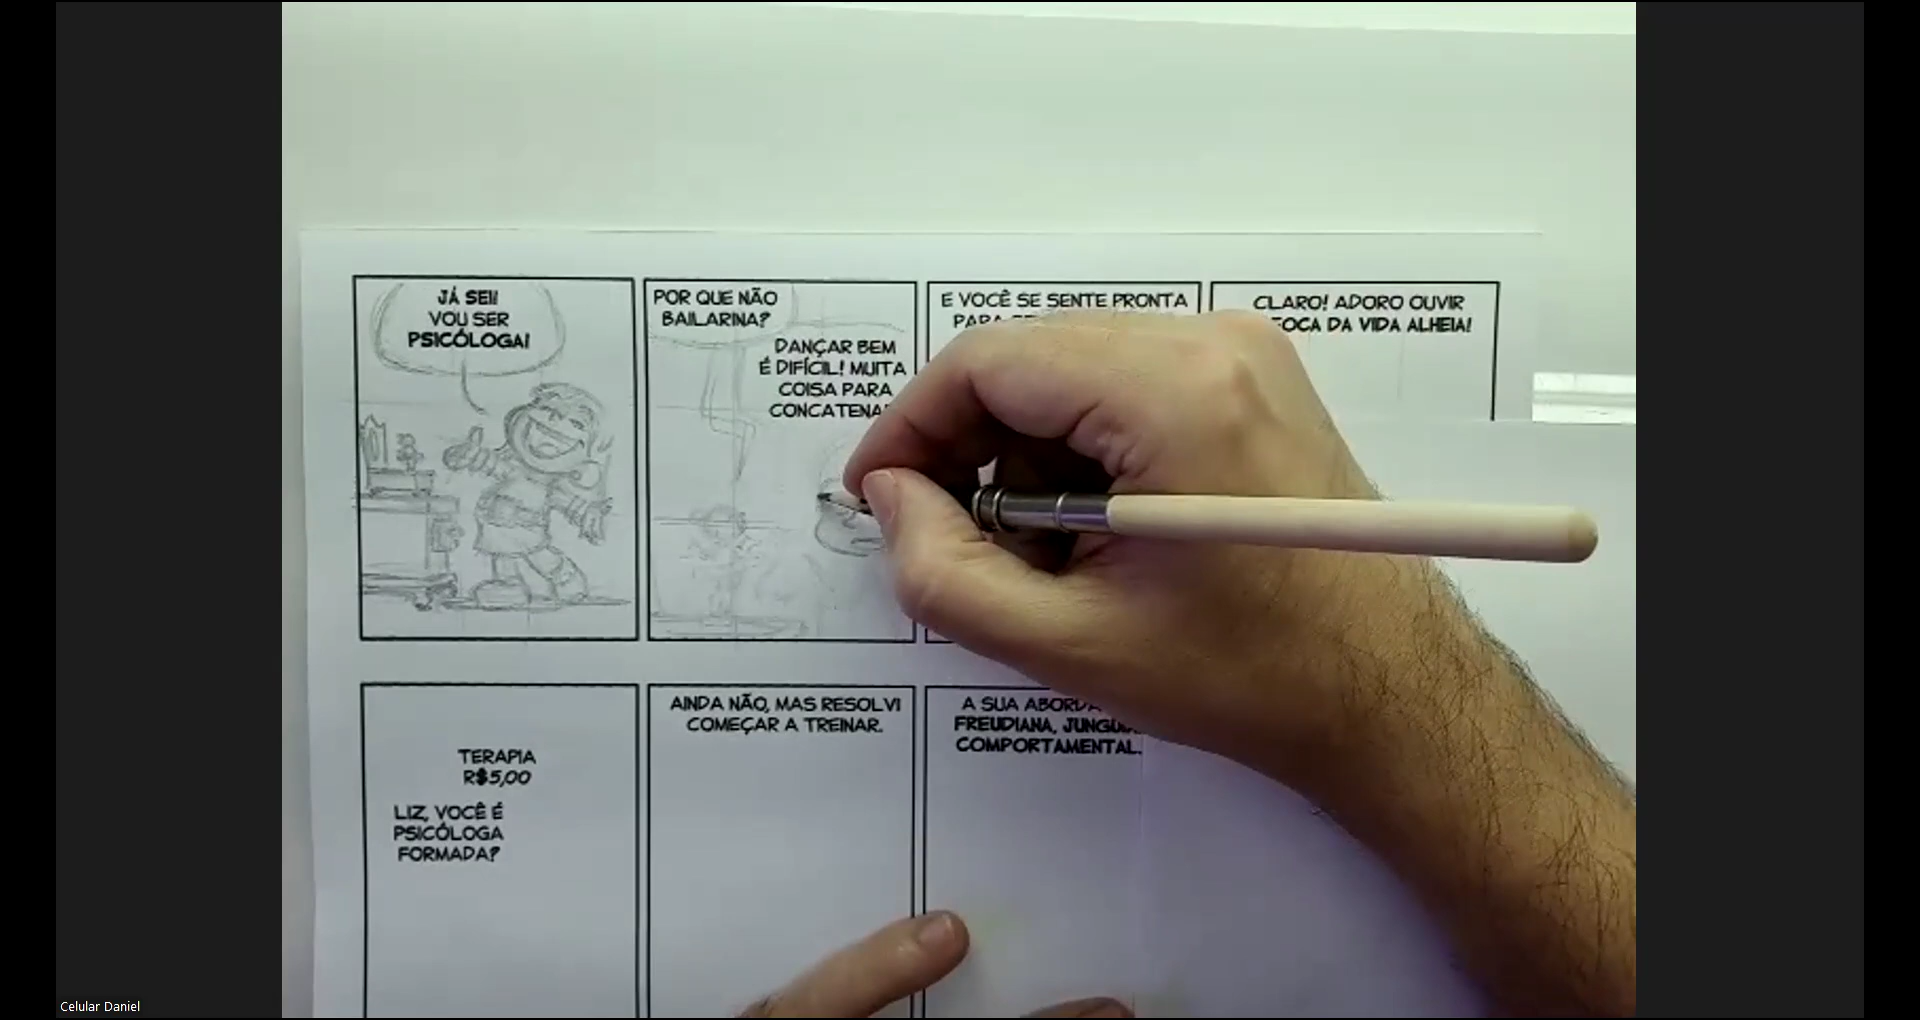 JÁ SEI!
VOU SER
PSICÓLOGA!
POR QUE NÃO
BAILARINA?
DANÇAR BEM
É DIFÍCIL! MUITA
COISA PARA
E VOCÊ SE SENTE PRONTA
PARA
CLARO! ADORO OUVIR
DA VIDA ALHEIA!
TERAPIA
R$5,00
LIZ, VOCÊ É
PSICÓLOGA
FORMADA?
AINDA NÃO, MAS RESOLVI
COMEÇAR A TREINAR.
A SUA
FREUDIANA,
COMPORTAMENTAL.
Celular Daniel